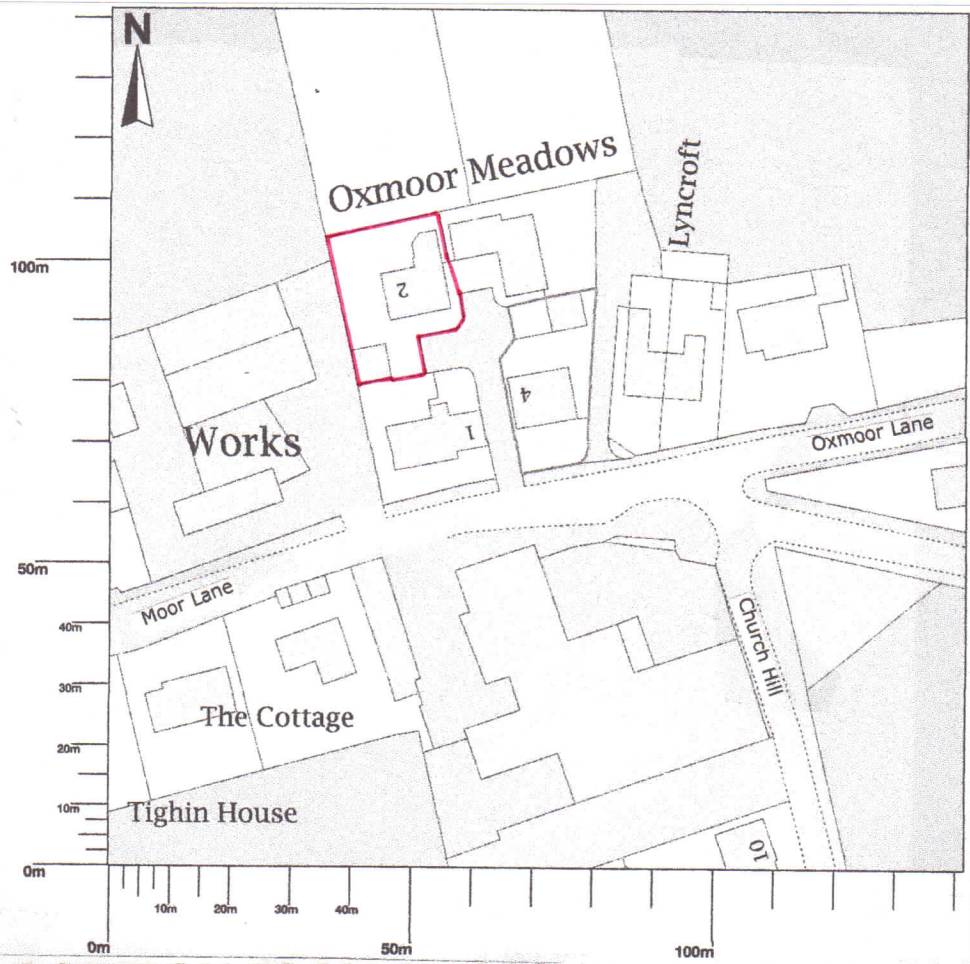 N
Oxmoor Meadows
Lyncroft
100m
2
4
1
Works
Oxmoor Lane
50m
Moor Lane
40m
Church Hill
30m
The Cottage
20m
10m
Tighin House
10
0m
10m 20m 30m 40m
0m 50m 100m